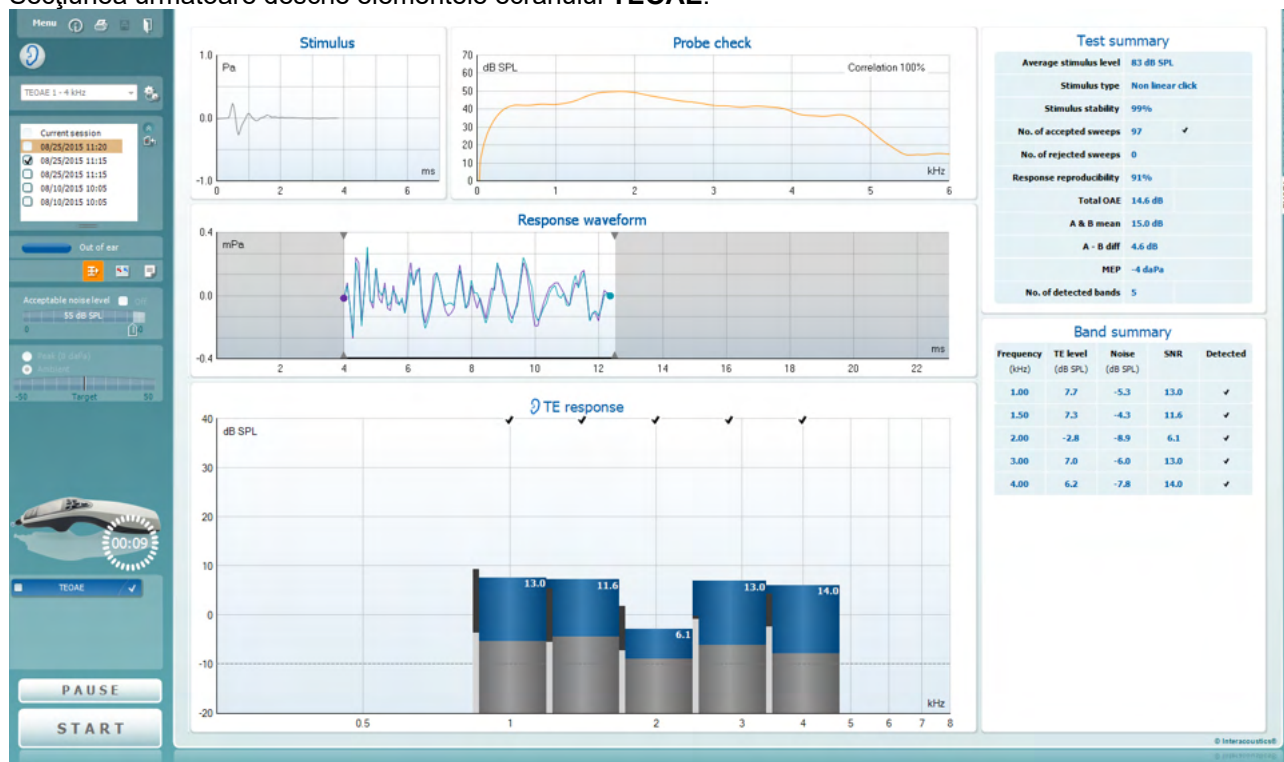 Secţiunea următoare descrie elementele ecranului TEOAE.
Menu
TEOAE 1 - 4 kHz
Current session
08/25/2015 11:20
08/25/2015 11:15
08/25/2015 11:15
08/10/2015 10:05
08/10/2015 10:05
Out of ear
Acceptable noise level Off
55 dB SPL
0
Peak (0 daPa)
Ambient
-50 Target 50
00:09
TEOAE
PAUSE
START
Stimulus
1.0
Pa
0.0
ms
-1.0
0 2 4 6
Probe check
70
dB SPL
Correlation 100%
60
50
40
30
20
10
kHz
0
0 1 2 3 4 5 6
Response waveform
0.4
mPa
0.0
ms
-0.4
2 4 6 8 10 12 14 16 18 20 22
TE response
40
dB SPL
30
20
10
13.0 11.6 6.1 13.0 14.0
0
-10
kHz
-20
0.5 1 2 3 4 5 6 7 8
Test summary
Average stimulus level 83 dB SPL
Stimulus type Non linear click
Stimulus stability 99%
No. of accepted sweeps 97
No. of rejected sweeps 0
Response reproducibility 91%
Total OAE 14.6 dB
A & B mean 15.0 dB
A - B diff 4.6 dB
MEP -4 daPa
No. of detected bands 5
Band summary
Frequency TE level Noise SNR Detected
(kHz) (dB SPL) (dB SPL)
1.00 7.7 -5.3 13.0
1.50 7.3 -4.3 11.6
2.00 -2.8 -8.9 6.1
3.00 7.0 -6.0 13.0
4.00 6.2 -7.8 14.0
© Interacoustics®